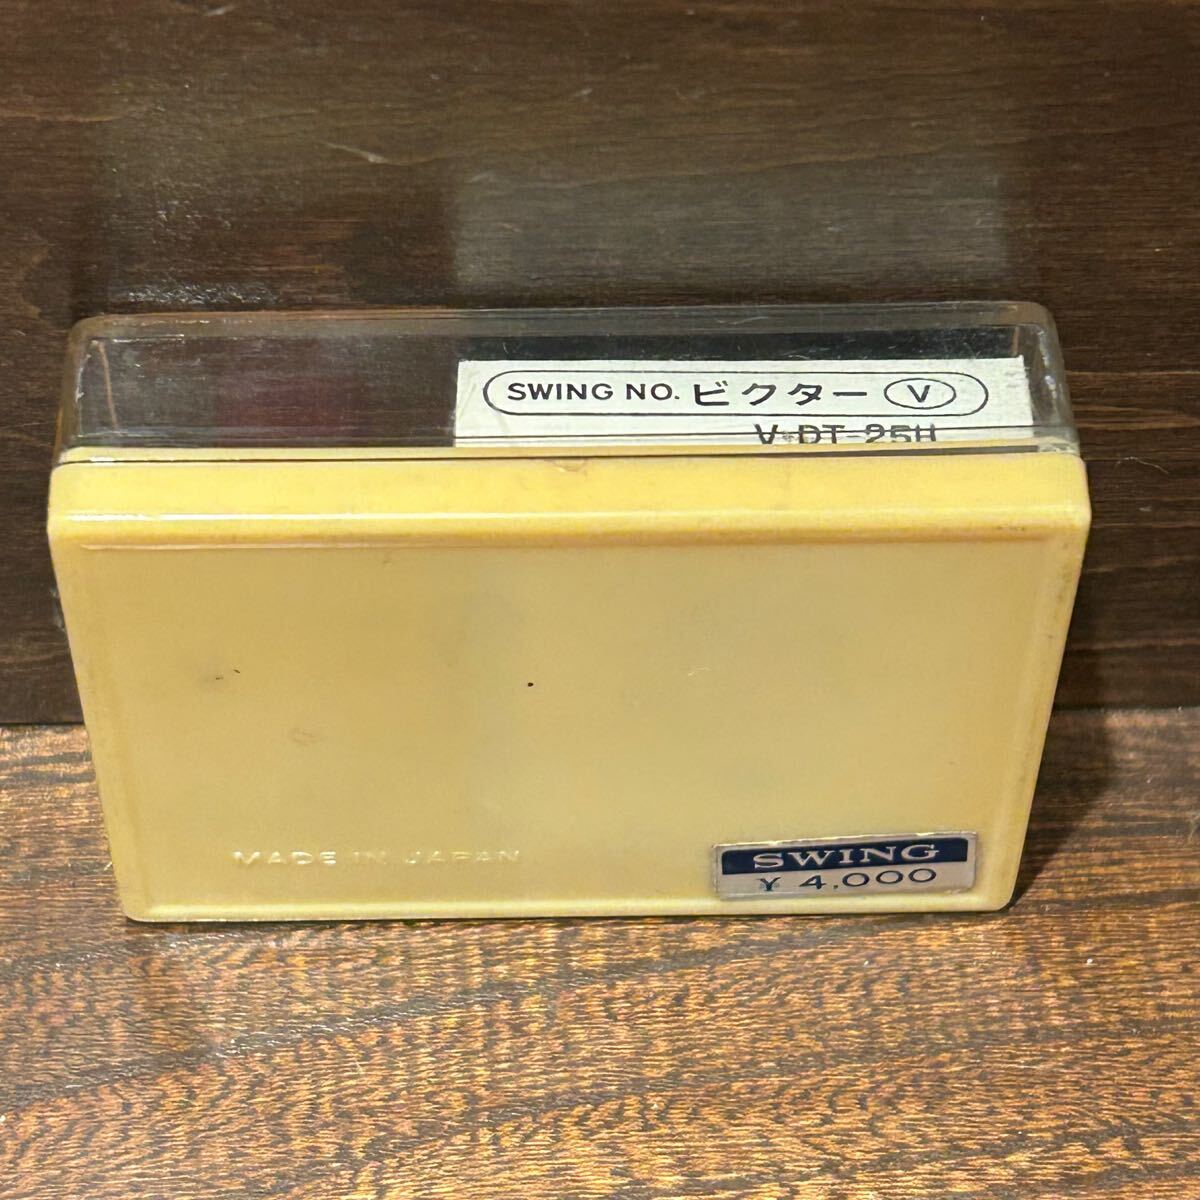 SWING NO. ビクター V
V-DT-25H
MADE IN JAPAN
SWING
¥ 4,000